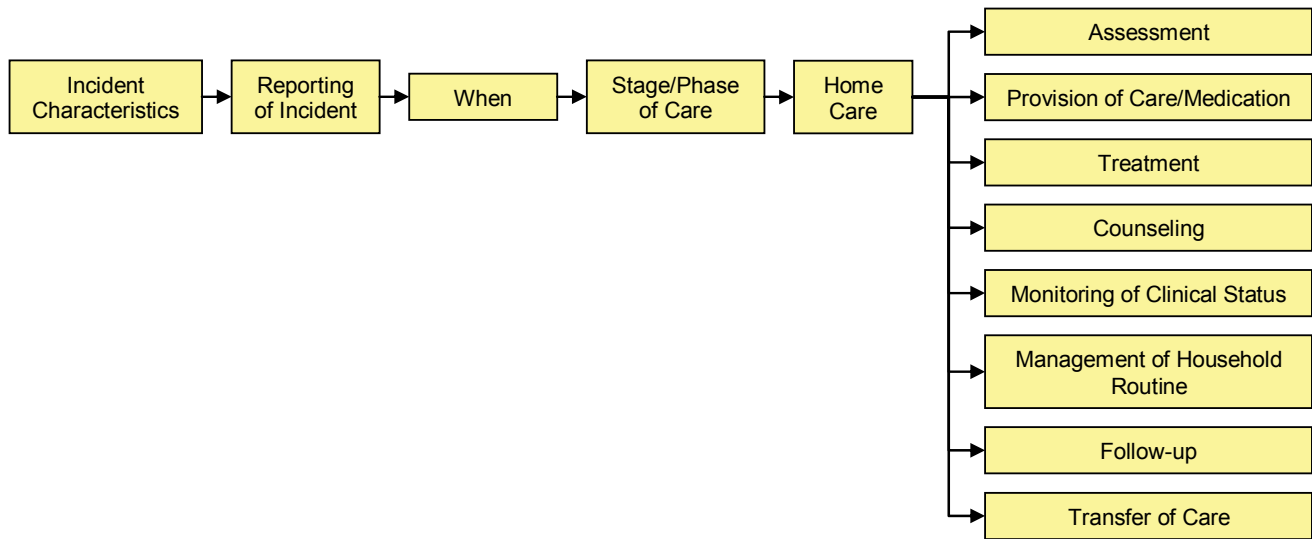 Incident
Characteristics
Reporting
of Incident
When
Stage/Phase
of Care
Home
Care
Assessment
Provision of Care/Medication
Treatment
Counseling
Monitoring of Clinical Status
Management of Household
Routine
Follow-up
Transfer of Care